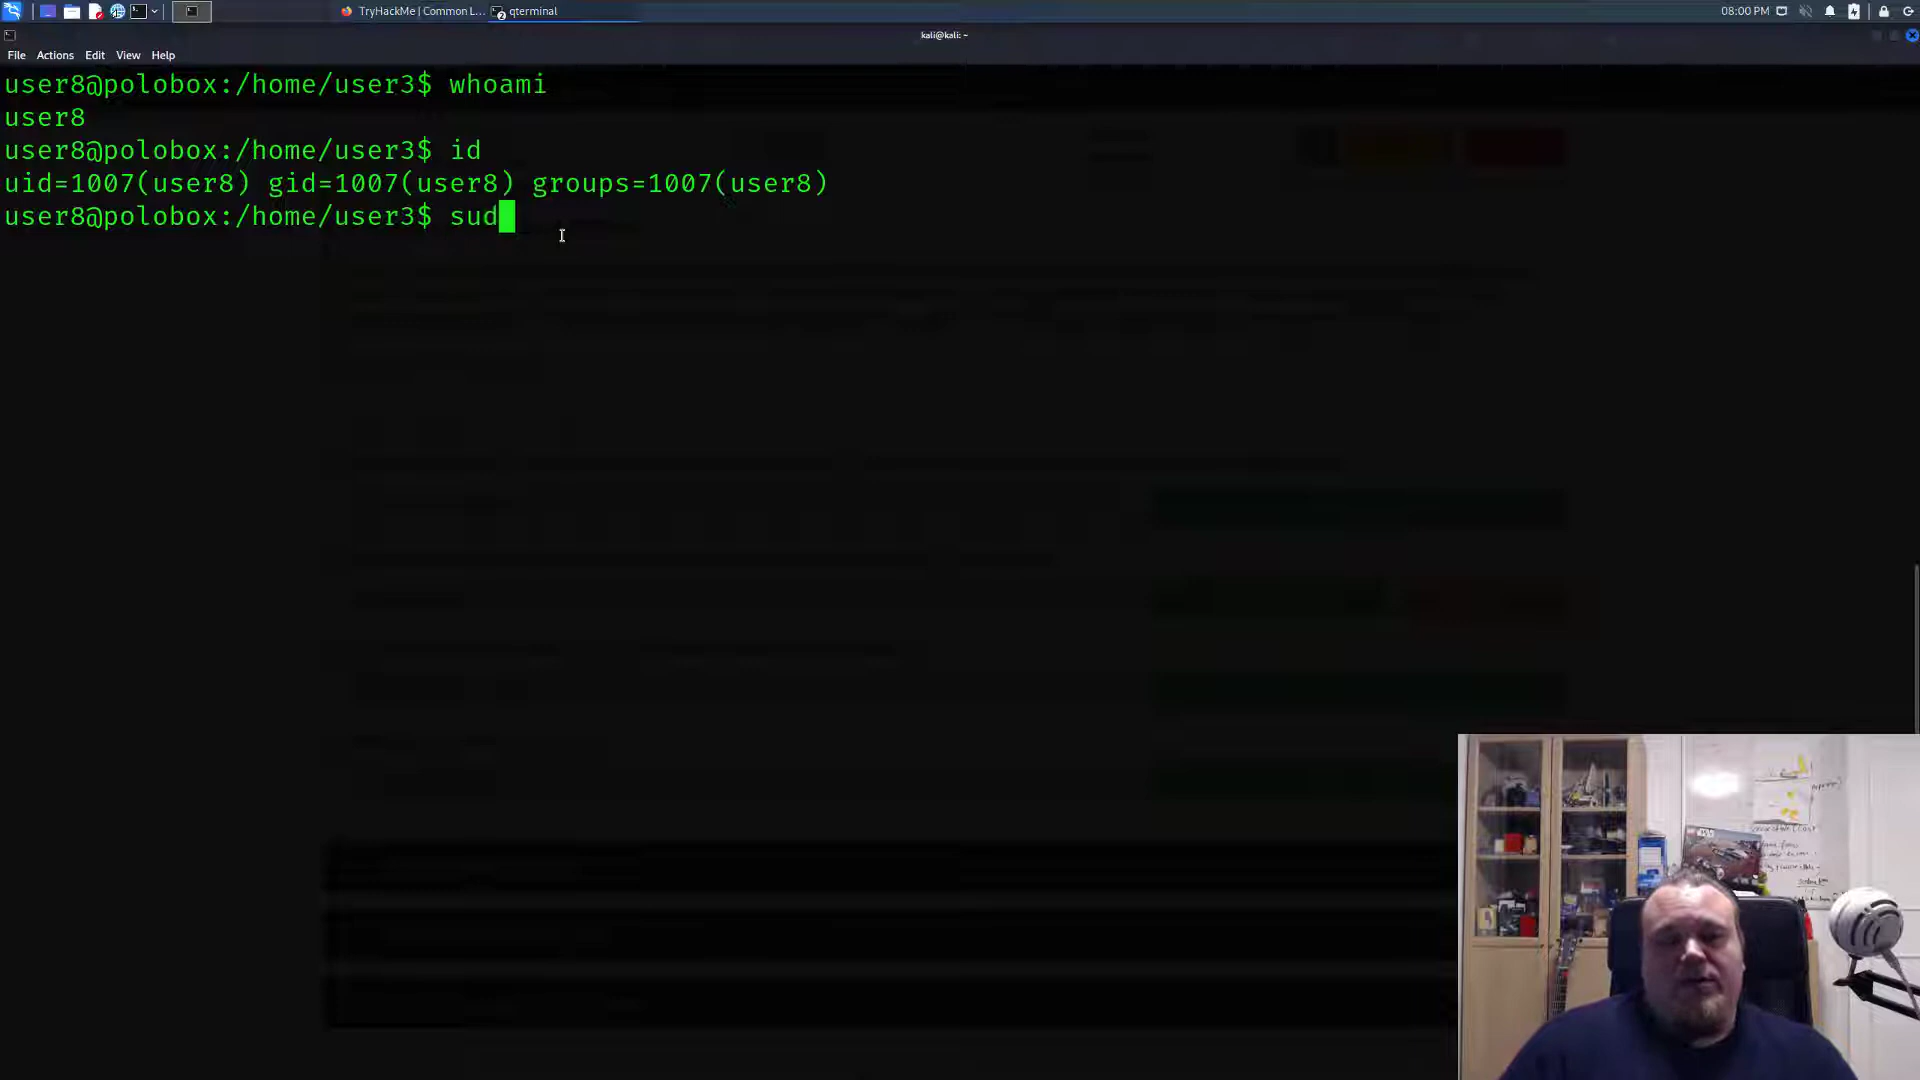 TryHackMe | Common L...
qterminal
08:00 PM
kali@kali: ~
File Actions Edit View Help
user8@polobox:/home/user3$ whoami
user8
user8@polobox:/home/user3$ id
uid=1007(user8) gid=1007(user8) groups=1007(user8)
user8@polobox:/home/user3$ sud